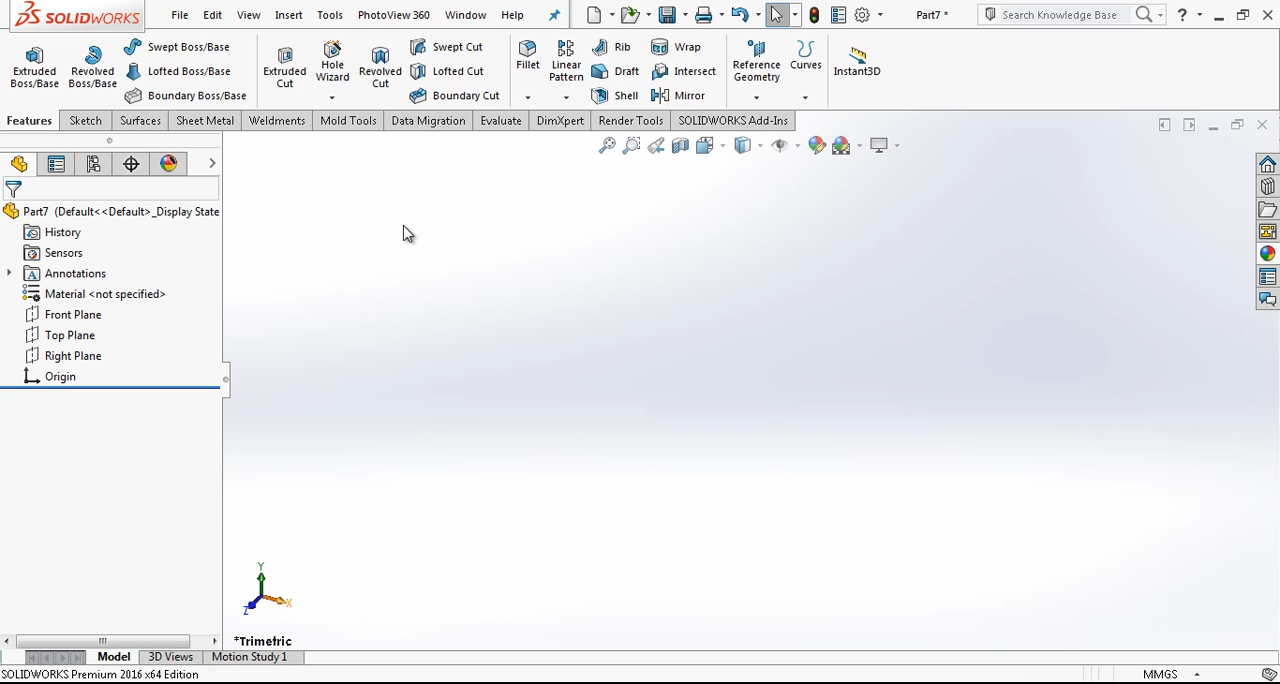 SOLIDWORKS File Edit View Insert Tools PhotoView 360 Window Help Part7 * Search Knowledge Base ?
Extruded Boss/Base
Revolved Boss/Base
Swept Boss/Base
Lofted Boss/Base
Boundary Boss/Base
Extruded Cut
Hole Wizard
Revolved Cut
Swept Cut
Lofted Cut
Boundary Cut
Fillet
Linear Pattern
Rib
Draft
Shell
Wrap
Intersect
Mirror
Reference Geometry
Curves
Instant3D
Features Sketch Surfaces Sheet Metal Weldments Mold Tools Data Migration Evaluate DimXpert Render Tools SOLIDWORKS Add-Ins
Part7 (Default<<Default>_Display State
History
Sensors
Annotations
Material <not specified>
Front Plane
Top Plane
Right Plane
Origin
Y
X
Z
*Trimetric
Model 3D Views Motion Study 1
SOLIDWORKS Premium 2016 x64 Edition MMGS